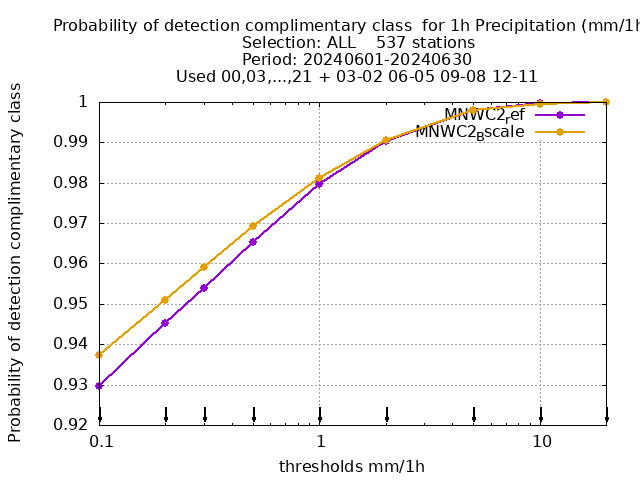 Probability of detection complimentary class  for 1h Precipitation (mm/1h
Selection: ALL    537 stations
Period: 20240601-20240630
Used 00,03,...,21 + 03-02 06-05 09-08 12-11
Probability of detection complimentary class
1
0.99
0.98
0.97
0.96
0.95
0.94
0.93
0.92
MNWC2ref
MNWC2Bscale
0.1
1
10
thresholds mm/1h